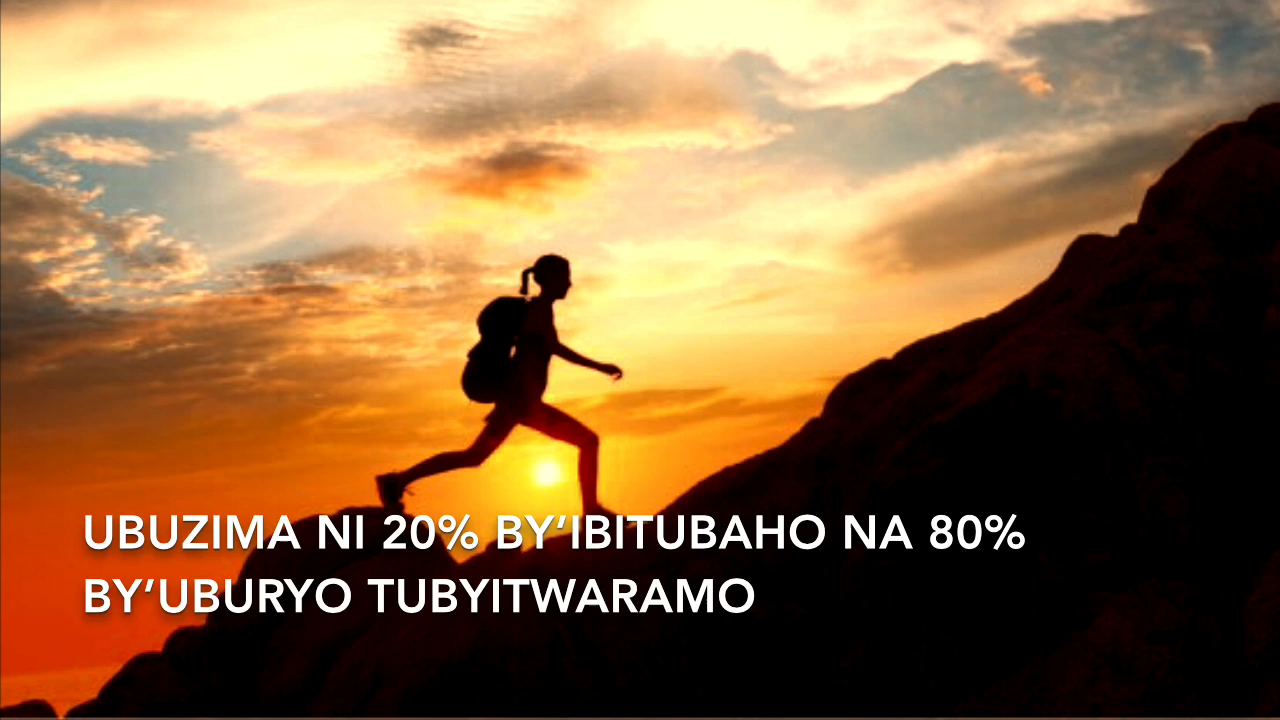 UBUZIMA NI 20% BY‘IBITUBAHO NA 80%
BY’UBURYO TUBYITWARAMO